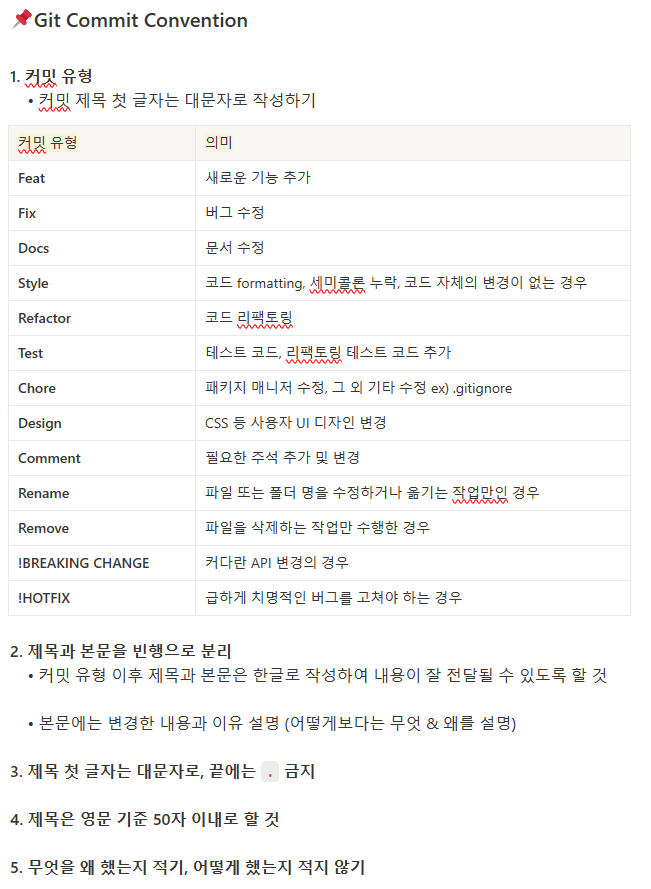 📌Git Commit Convention
1. 커밋 유형
• 커밋 제목 첫 글자는 대문자로 작성하기
커밋 유형 의미
Feat 새로운 기능 추가
Fix 버그 수정
Docs 문서 수정
Style 코드 formatting, 세미콜론 누락, 코드 자체의 변경이 없는 경우
Refactor 코드 리팩토링
Test 테스트 코드, 리팩토링 테스트 코드 추가
Chore 패키지 매니저 수정, 그 외 기타 수정 ex) .gitignore
Design CSS 등 사용자 UI 디자인 변경
Comment 필요한 주석 추가 및 변경
Rename 파일 또는 폴더 명을 수정하거나 옮기는 작업만인 경우
Remove 파일을 삭제하는 작업만 수행한 경우
!BREAKING CHANGE 커다란 API 변경의 경우
!HOTFIX 급하게 치명적인 버그를 고쳐야 하는 경우
2. 제목과 본문을 빈행으로 분리
• 커밋 유형 이후 제목과 본문은 한글로 작성하여 내용이 잘 전달될 수 있도록 할 것
• 본문에는 변경한 내용과 이유 설명 (어떻게보다는 무엇 & 왜를 설명)
3. 제목 첫 글자는 대문자로, 끝에는 . 금지
4. 제목은 영문 기준 50자 이내로 할 것
5. 무엇을 왜 했는지 적기, 어떻게 했는지 적지 않기